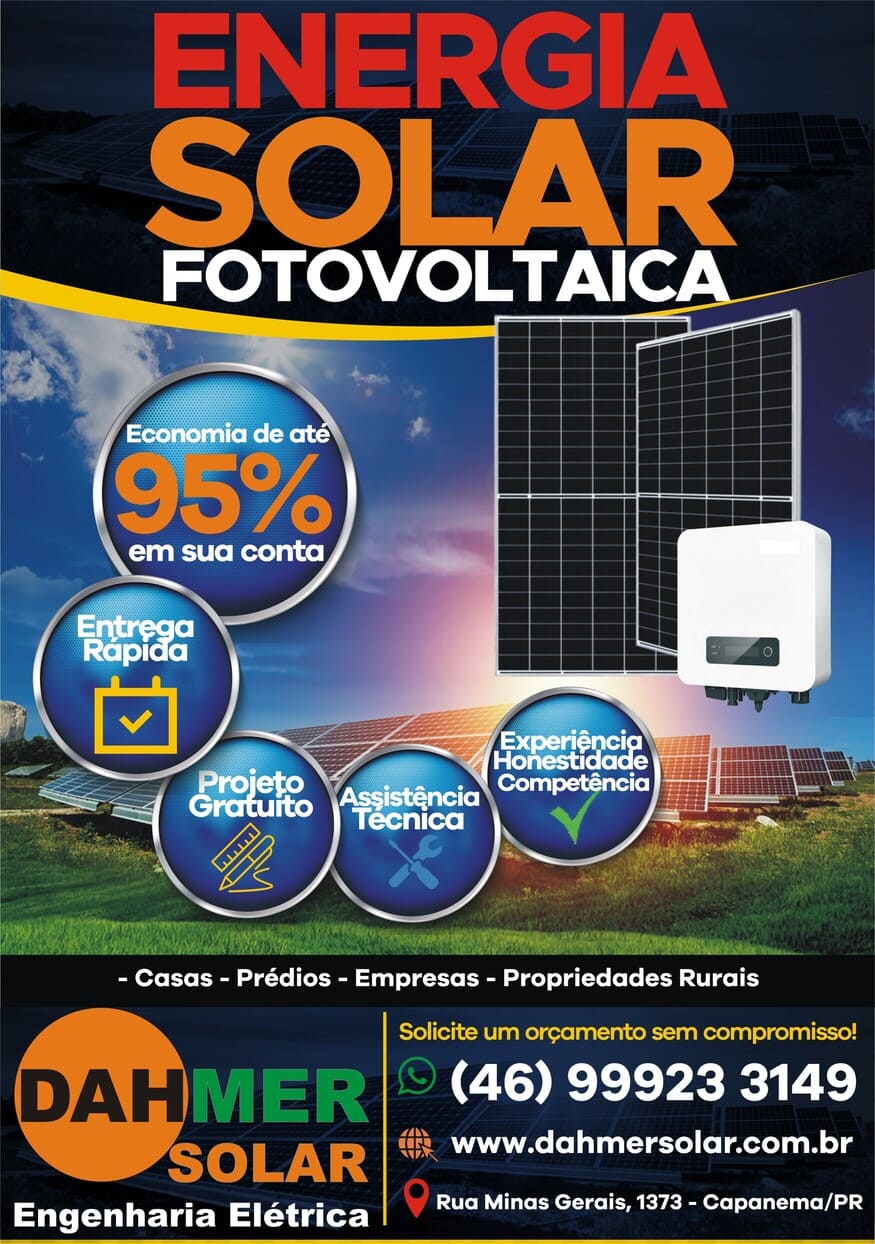 ENERGIA
SOLAR
FOTOVOLTAICA
Economia de até
95%
em sua conta
Entrega
Rápida
Projeto
Gratuito
Assistência
Técnica
Experiência
Honestidade
Competência
- Casas - Prédios - Empresas - Propriedades Rurais
DAHMER
SOLAR
Engenharia Elétrica
Solicite um orçamento sem compromisso!
(46) 99923 3149
www.dahmersolar.com.br
Rua Minas Gerais, 1373 - Capanema/PR